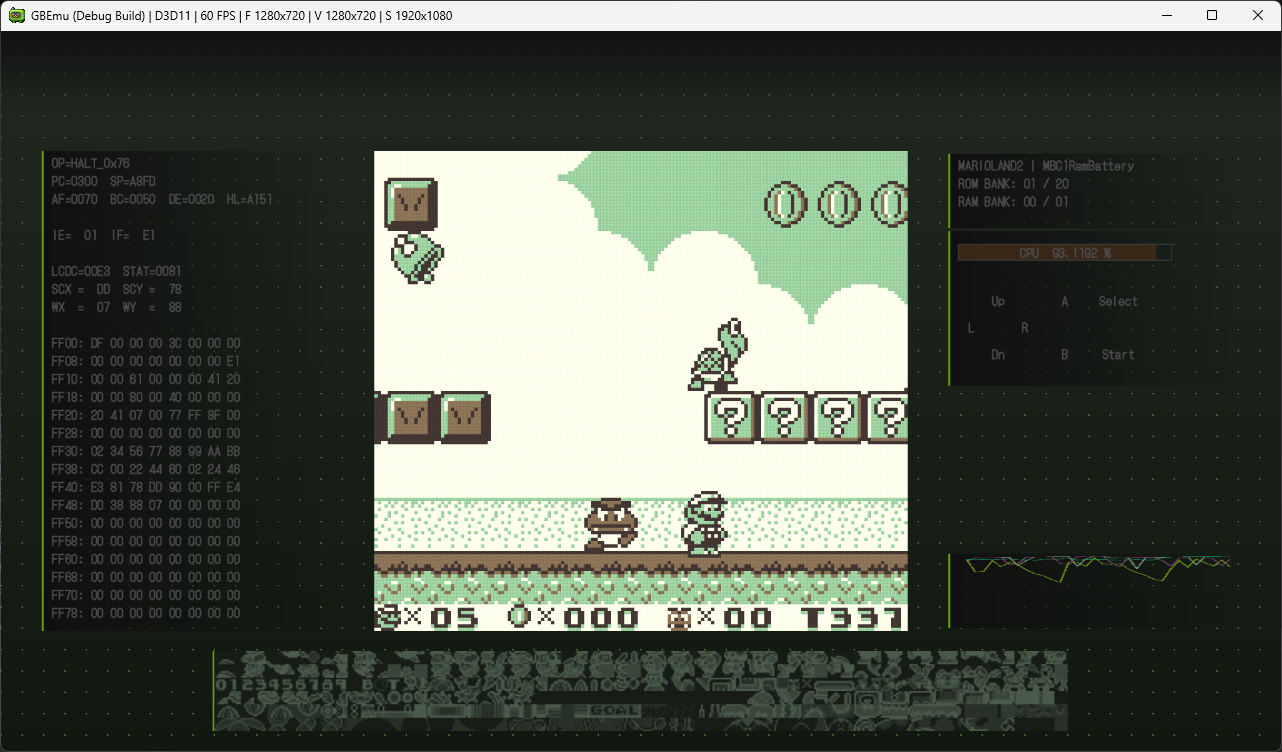 GBEmu (Debug Build) | D3D11 | 60 FPS | F 1280x720 | V 1280x720 | S 1920x1080
OP=HALT_0x76
PC=0300 SP=A8FD
AF=0070 BC=0050 DE=0020 HL=A151
IE= 01 IF= E1
LCDC=00E3 STAT=0081
SCX = DD SCY = 78
WX = 07 WY = 88
FF00: DF 00 00 00 3C 00 00 00
FF08: 00 00 00 00 00 00 00 E1
FF10: 00 00 61 00 00 00 41 20
FF18: 00 00 80 00 40 00 00 00
FF20: 20 41 07 00 77 FF 8F 00
FF28: 00 00 00 00 00 00 00 00
FF30: 02 34 56 77 88 99 AA BB
FF38: CC 00 22 44 60 02 24 46
FF40: E3 81 78 DD 90 00 FF E4
FF48: D0 38 88 07 00 00 00 00
FF50: 00 00 00 00 00 00 00 00
FF58: 00 00 00 00 00 00 00 00
FF60: 00 00 00 00 00 00 00 00
FF68: 00 00 00 00 00 00 00 00
FF70: 00 00 00 00 00 00 00 00
FF78: 00 00 00 00 00 00 00 00
×05 ×000 ×00 T337
MARIOLAND2 | MBC1RamBattery
ROM BANK: 01 / 20
RAM BANK: 00 / 01
CPU 93.1192 %
Up A Select
L R
Dn B Start
0123456789
GOAL